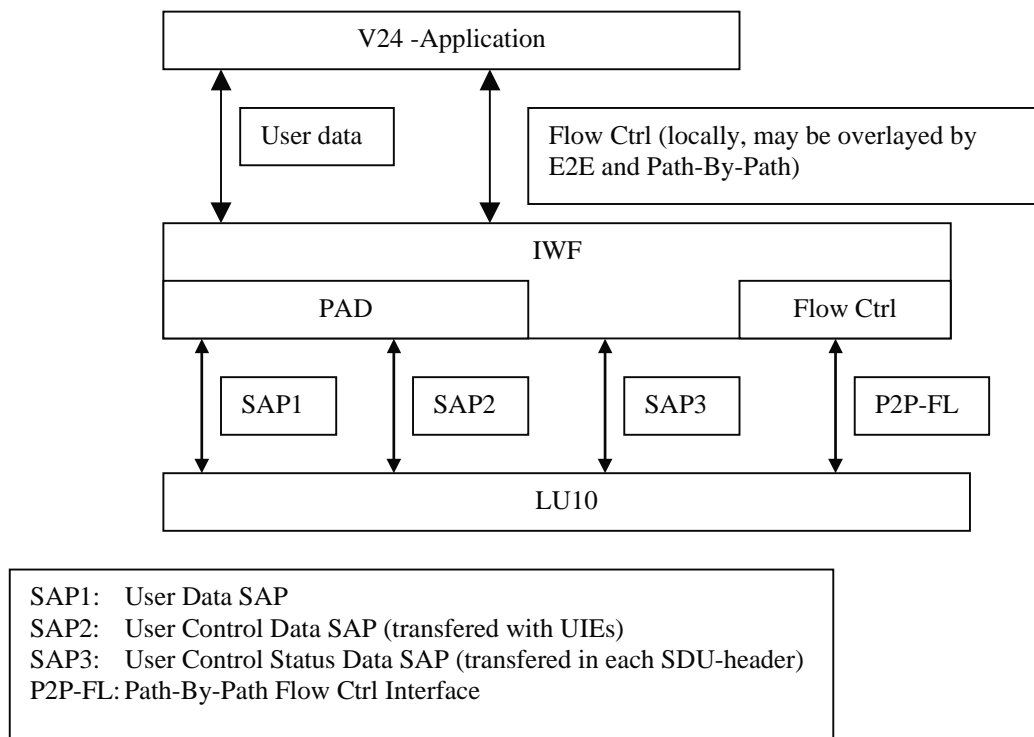 V24 -Application
User data
Flow Ctrl (locally, may be overlayed by
E2E and Path-By-Path)
IWF
PAD
Flow Ctrl
SAP1
SAP2
SAP3
P2P-FL
LU10
SAP1: User Data SAP
SAP2: User Control Data SAP (transfered with UIEs)
SAP3: User Control Status Data SAP (transfered in each SDU-header)
P2P-FL: Path-By-Path Flow Ctrl Interface